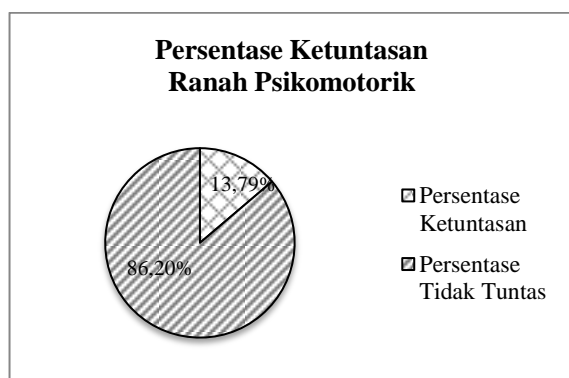 Persentase Ketuntasan
Ranah Psikomotorik
13,79%
86,20%
Persentase
Ketuntasan
Persentase
Tidak Tuntas